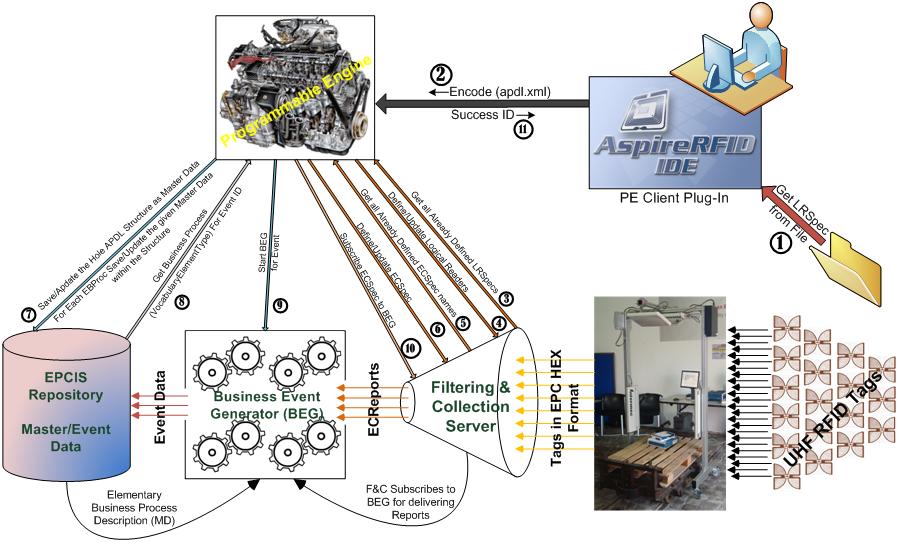 Programmable Engine
②
←Encode (apdl.xml)
Success ID→
⑪
AspireRFID
IDE
PE Client Plug-In
Get LRSpec
from File
①
Save/Adpdate the Hole APDL Structure as Master Data
For Each EBProc Save/Update the given Master Data
within the Structure
⑦
Get Business Process
(VocabularyElementType) For Event ID
⑧
Start BEG
for Event
⑨
Subscribe ECSpec to BEG
⑩
Define/Update ECSpec
⑥
Get all Already Defined ECSpec names
⑤
Define/Update Logical Readers
④
Get all Already Defined LRSpecs
③
EPCIS
Repository
Master/Event
Data
Event Data
Business Event
Generator (BEG)
ECReports
Filtering &
Collection
Server
Tags in EPC HEX
Format
UHF RFID Tags
Elementary
Business Process
Description (MD)
F&C Subscribes to
BEG for delivering
Reports